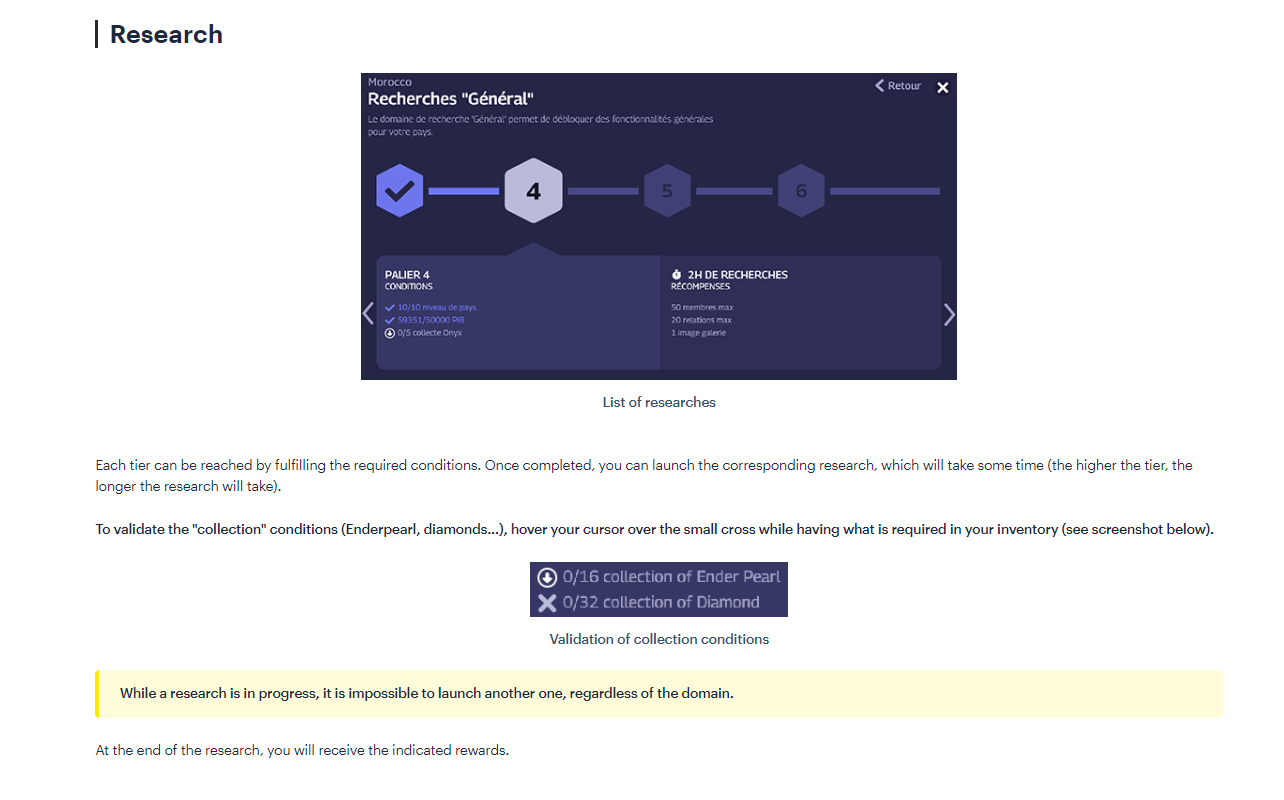 Research
Morocco
Recherches "Général"
Retour
Le domaine de recherche 'Général' permet de débloquer des fonctionnalités générales
pour votre pays.
4
5
6
PALIER 4
CONDITIONS
10/10 niveau de pays
59351/50000 PIB
0/5 collecte Onyx
2H DE RECHERCHES
RÉCOMPENSES
50 membres max
20 relations max
1 image galerie
List of researches
Each tier can be reached by fulfilling the required conditions. Once completed, you can launch the corresponding research, which will take some time (the higher the tier, the
longer the research will take).
To validate the "collection" conditions (Enderpearl, diamonds...), hover your cursor over the small cross while having what is required in your inventory (see screenshot below).
0/16 collection of Ender Pearl
0/32 collection of Diamond
Validation of collection conditions
While a research is in progress, it is impossible to launch another one, regardless of the domain.
At the end of the research, you will receive the indicated rewards.